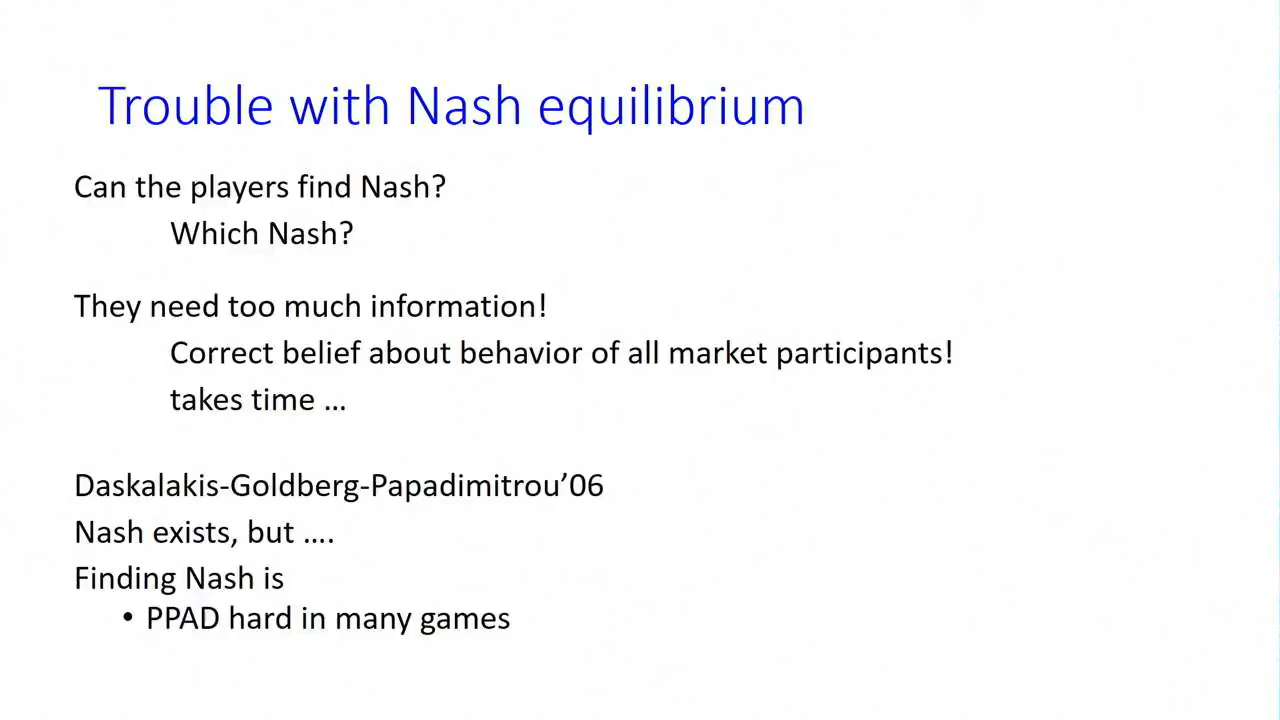 Trouble with Nash equilibrium
Can the players find Nash?
Which Nash?
They need too much information!
Correct belief about behavior of all market participants!
takes time …
Daskalakis-Goldberg-Papadimitrou’06
Nash exists, but ….
Finding Nash is
• PPAD hard in many games